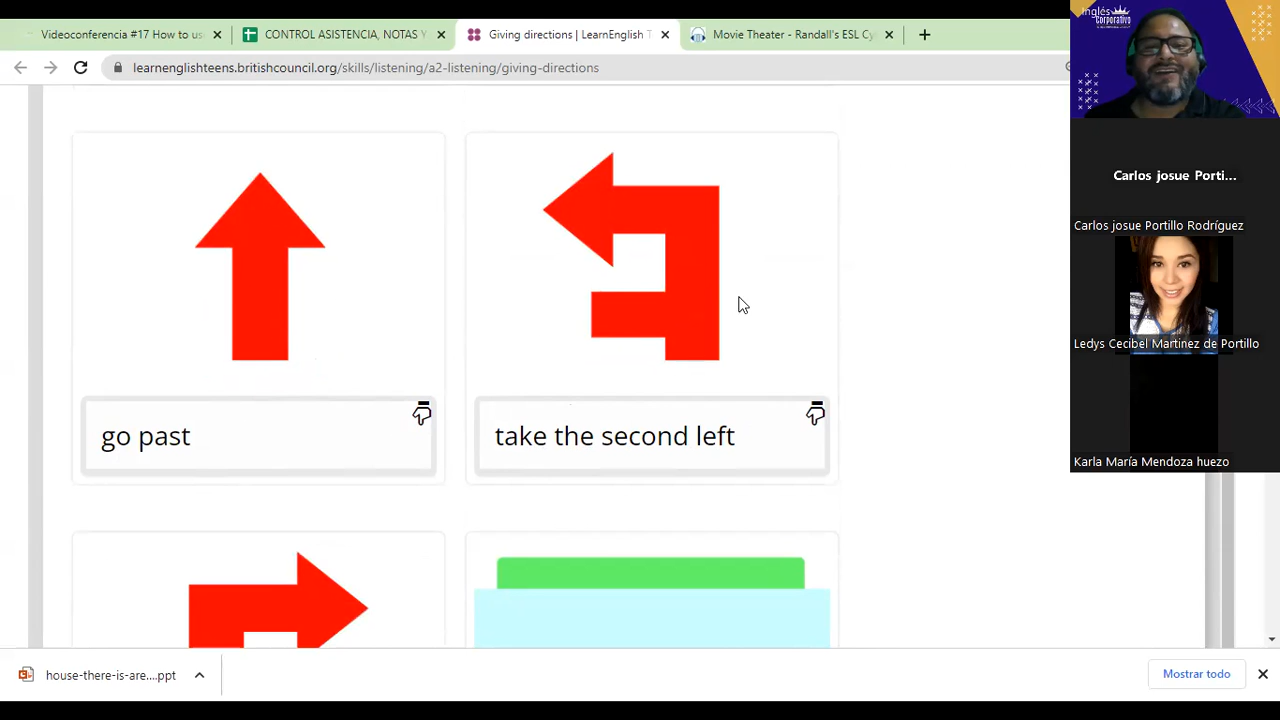 Videoconferencia #17 How to us
CONTROL ASISTENCIA, NOTAS Y
Giving directions | LearnEnglish T
Movie Theater - Randall's ESL Cy
learnenglishteens.britishcouncil.org/skills/listening/a2-listening/giving-directions
Inglés
Corporativo
Carlos josue Porti...
Carlos josue Portillo Rodríguez
Ledys Cecibel Martinez de Portillo
Karla María Mendoza huezo
go past
take the second left
house-there-is-are....ppt
Mostrar todo